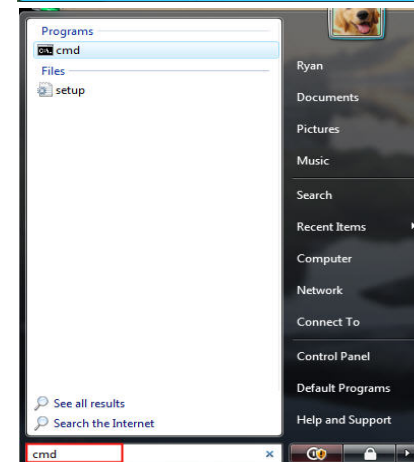 Programs
cmd
Files
setup
See all results
Search the Internet
cmd
Ryan
Documents
Pictures
Music
Search
Recent Items
Computer
Network
Connect To
Control Panel
Default Programs
Help and Support